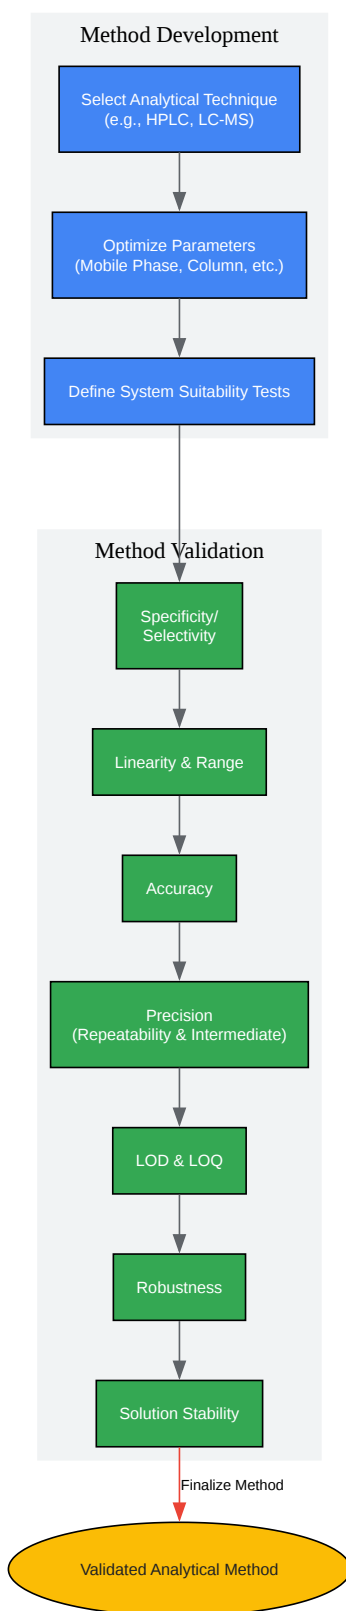 Method Development
Select Analytical Technique
(e.g., HPLC, LC-MS)
Optimize Parameters
(Mobile Phase, Column, etc.)
Define System Suitability Tests
Method Validation
Specificity/
Selectivity
Linearity & Range
Accuracy
Precision
(Repeatability & Intermediate)
LOD & LOQ
Robustness
Solution Stability
Finalize Method
Validated Analytical Method